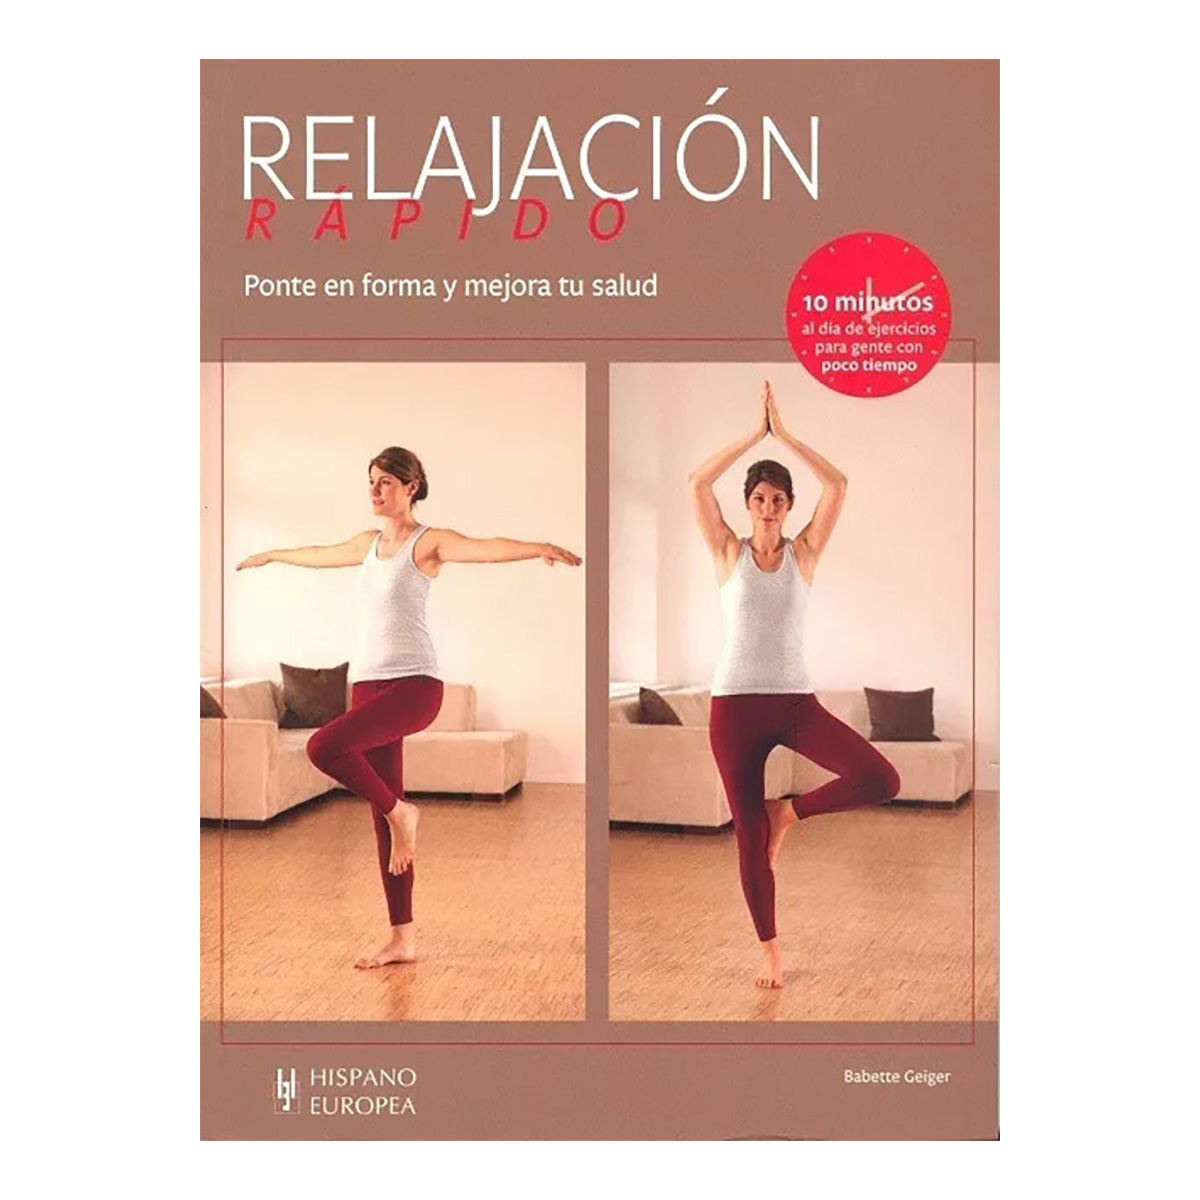 RELAJACIÓN
RÁPIDO
Ponte en forma y mejora tu salud
10 minutos
al día de ejercicios
para gente con
poco tiempo
HISPANO
EUROPEA
Babette Geiger